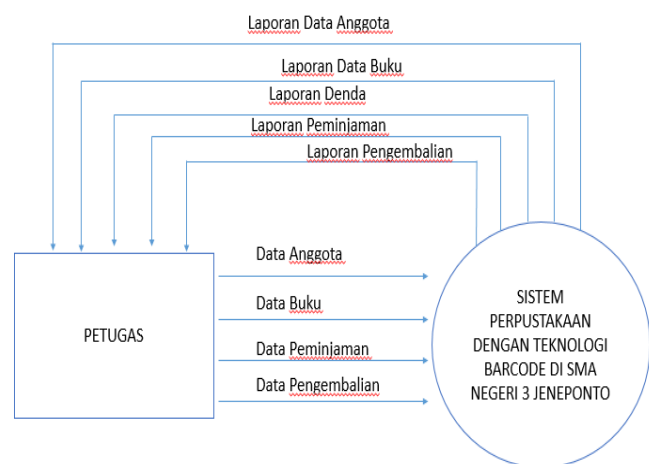 Laporan Data Anggota
Laporan Data Buku
Laporan Denda
Laporan Peminjaman
Laporan Pengembalian
Data Anggota
Data Buku
Data Peminjaman
Data Pengembalian
PETUGAS
SISTEM
PERPUSTAKAAN
DENGAN TEKNOLOGI
BARCODE DI SMA
NEGERI 3 JENEPONTO